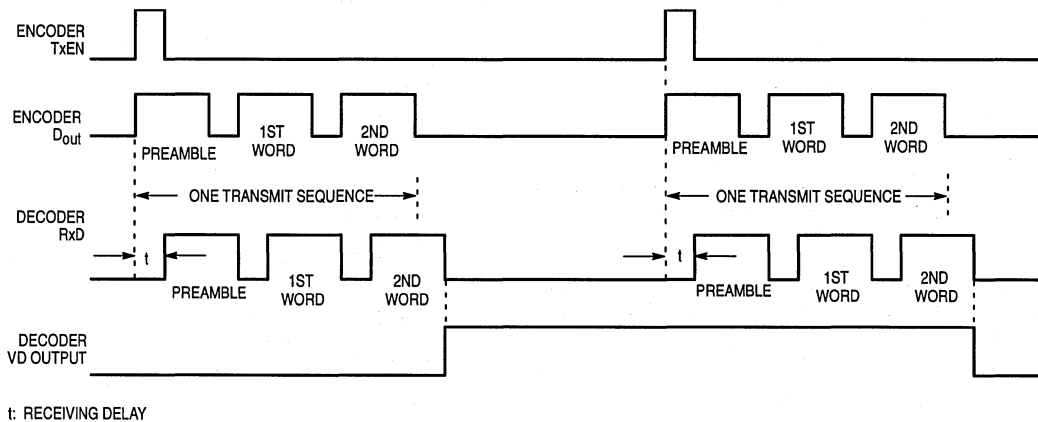 ENCODER
TxEN
ENCODER
Dout
PREAMBLE
1ST
WORD
2ND
WORD
PREAMBLE
1ST
WORD
2ND
WORD
ONE TRANSMIT SEQUENCE
ONE TRANSMIT SEQUENCE
DECODER
RxD
t
PREAMBLE
1ST
WORD
2ND
WORD
t
PREAMBLE
1ST
WORD
2ND
WORD
DECODER
VD OUTPUT
t: RECEIVING DELAY